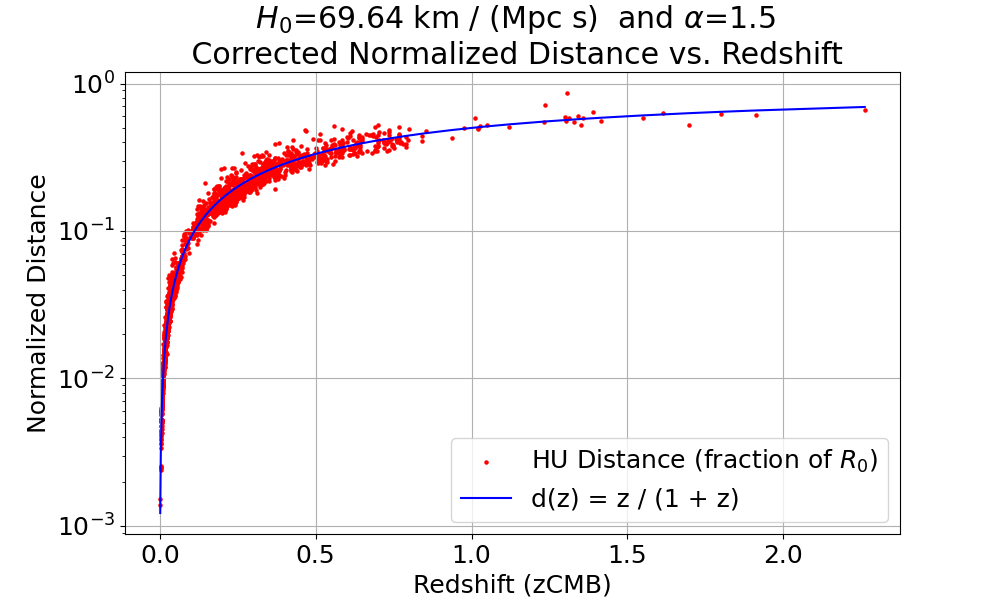 H₀=69.64 km / (Mpc s) and α=1.5
Corrected Normalized Distance vs. Redshift
Normalized Distance
10⁰
10⁻¹
10⁻²
10⁻³
HU Distance (fraction of R₀)
d(z) = z / (1 + z)
0.0 0.5 1.0 1.5 2.0
Redshift (zCMB)